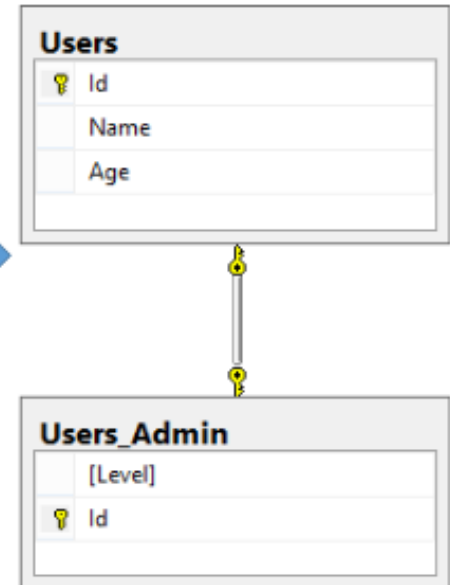 Users
Id
Name
Age
Users_Admin
[Level]
Id